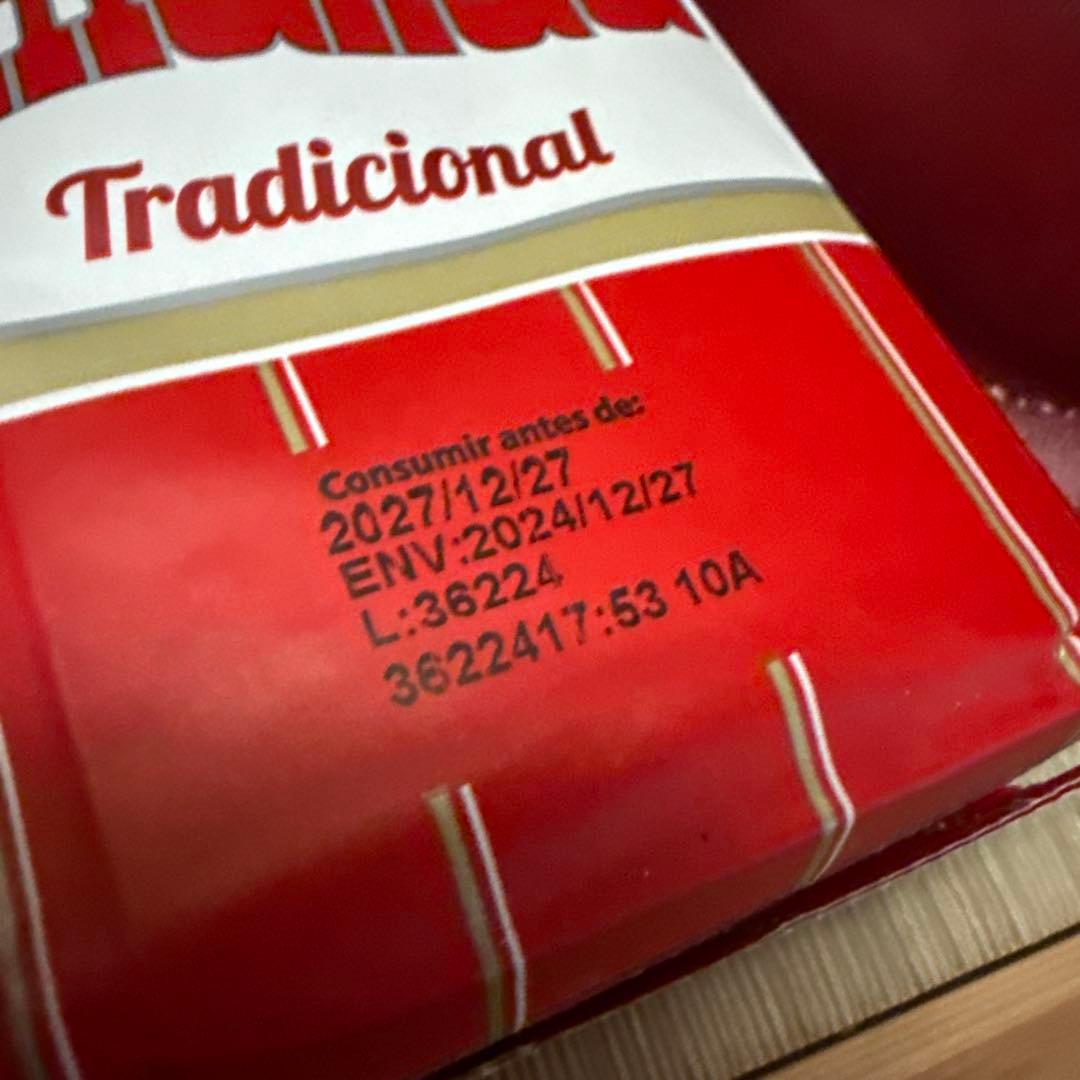 Tradicional
Consumir antes de:
2027/12/27
ENV:2024/12/27
L:36224
3622417:53 10A